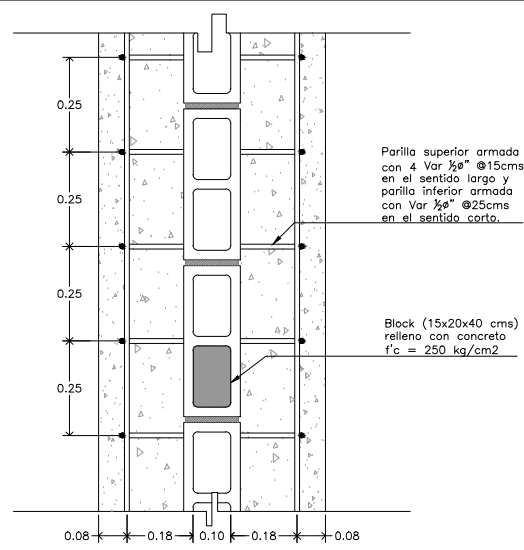 0.25
0.25
0.25
0.25
Parilla superior armada
con 4 Var ½ø" @15cms
en el sentido largo y
parilla inferior armada
con Var ½ø" @25cms
en el sentido corto.
Block (15x20x40 cms)
relleno con concreto
f'c = 250 kg/cm2
0.08 0.18 0.10 0.18 0.08